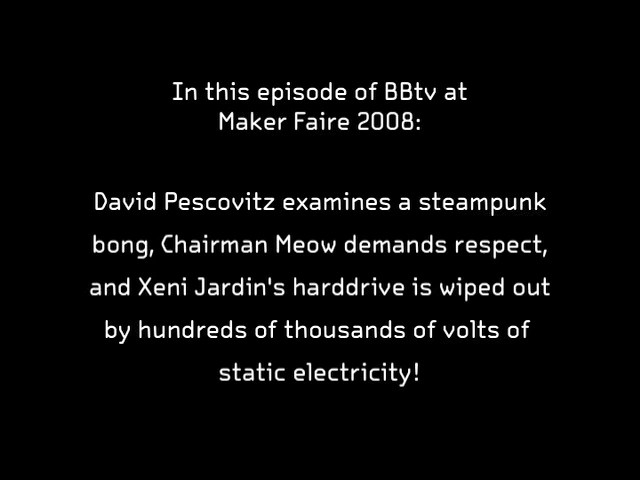 In this episode of BBtv at
Maker Faire 2008:
David Pescovitz examines a steampunk
bong, Chairman Meow demands respect,
and Xeni Jardin's harddrive is wiped out
by hundreds of thousands of volts of
static electricity!